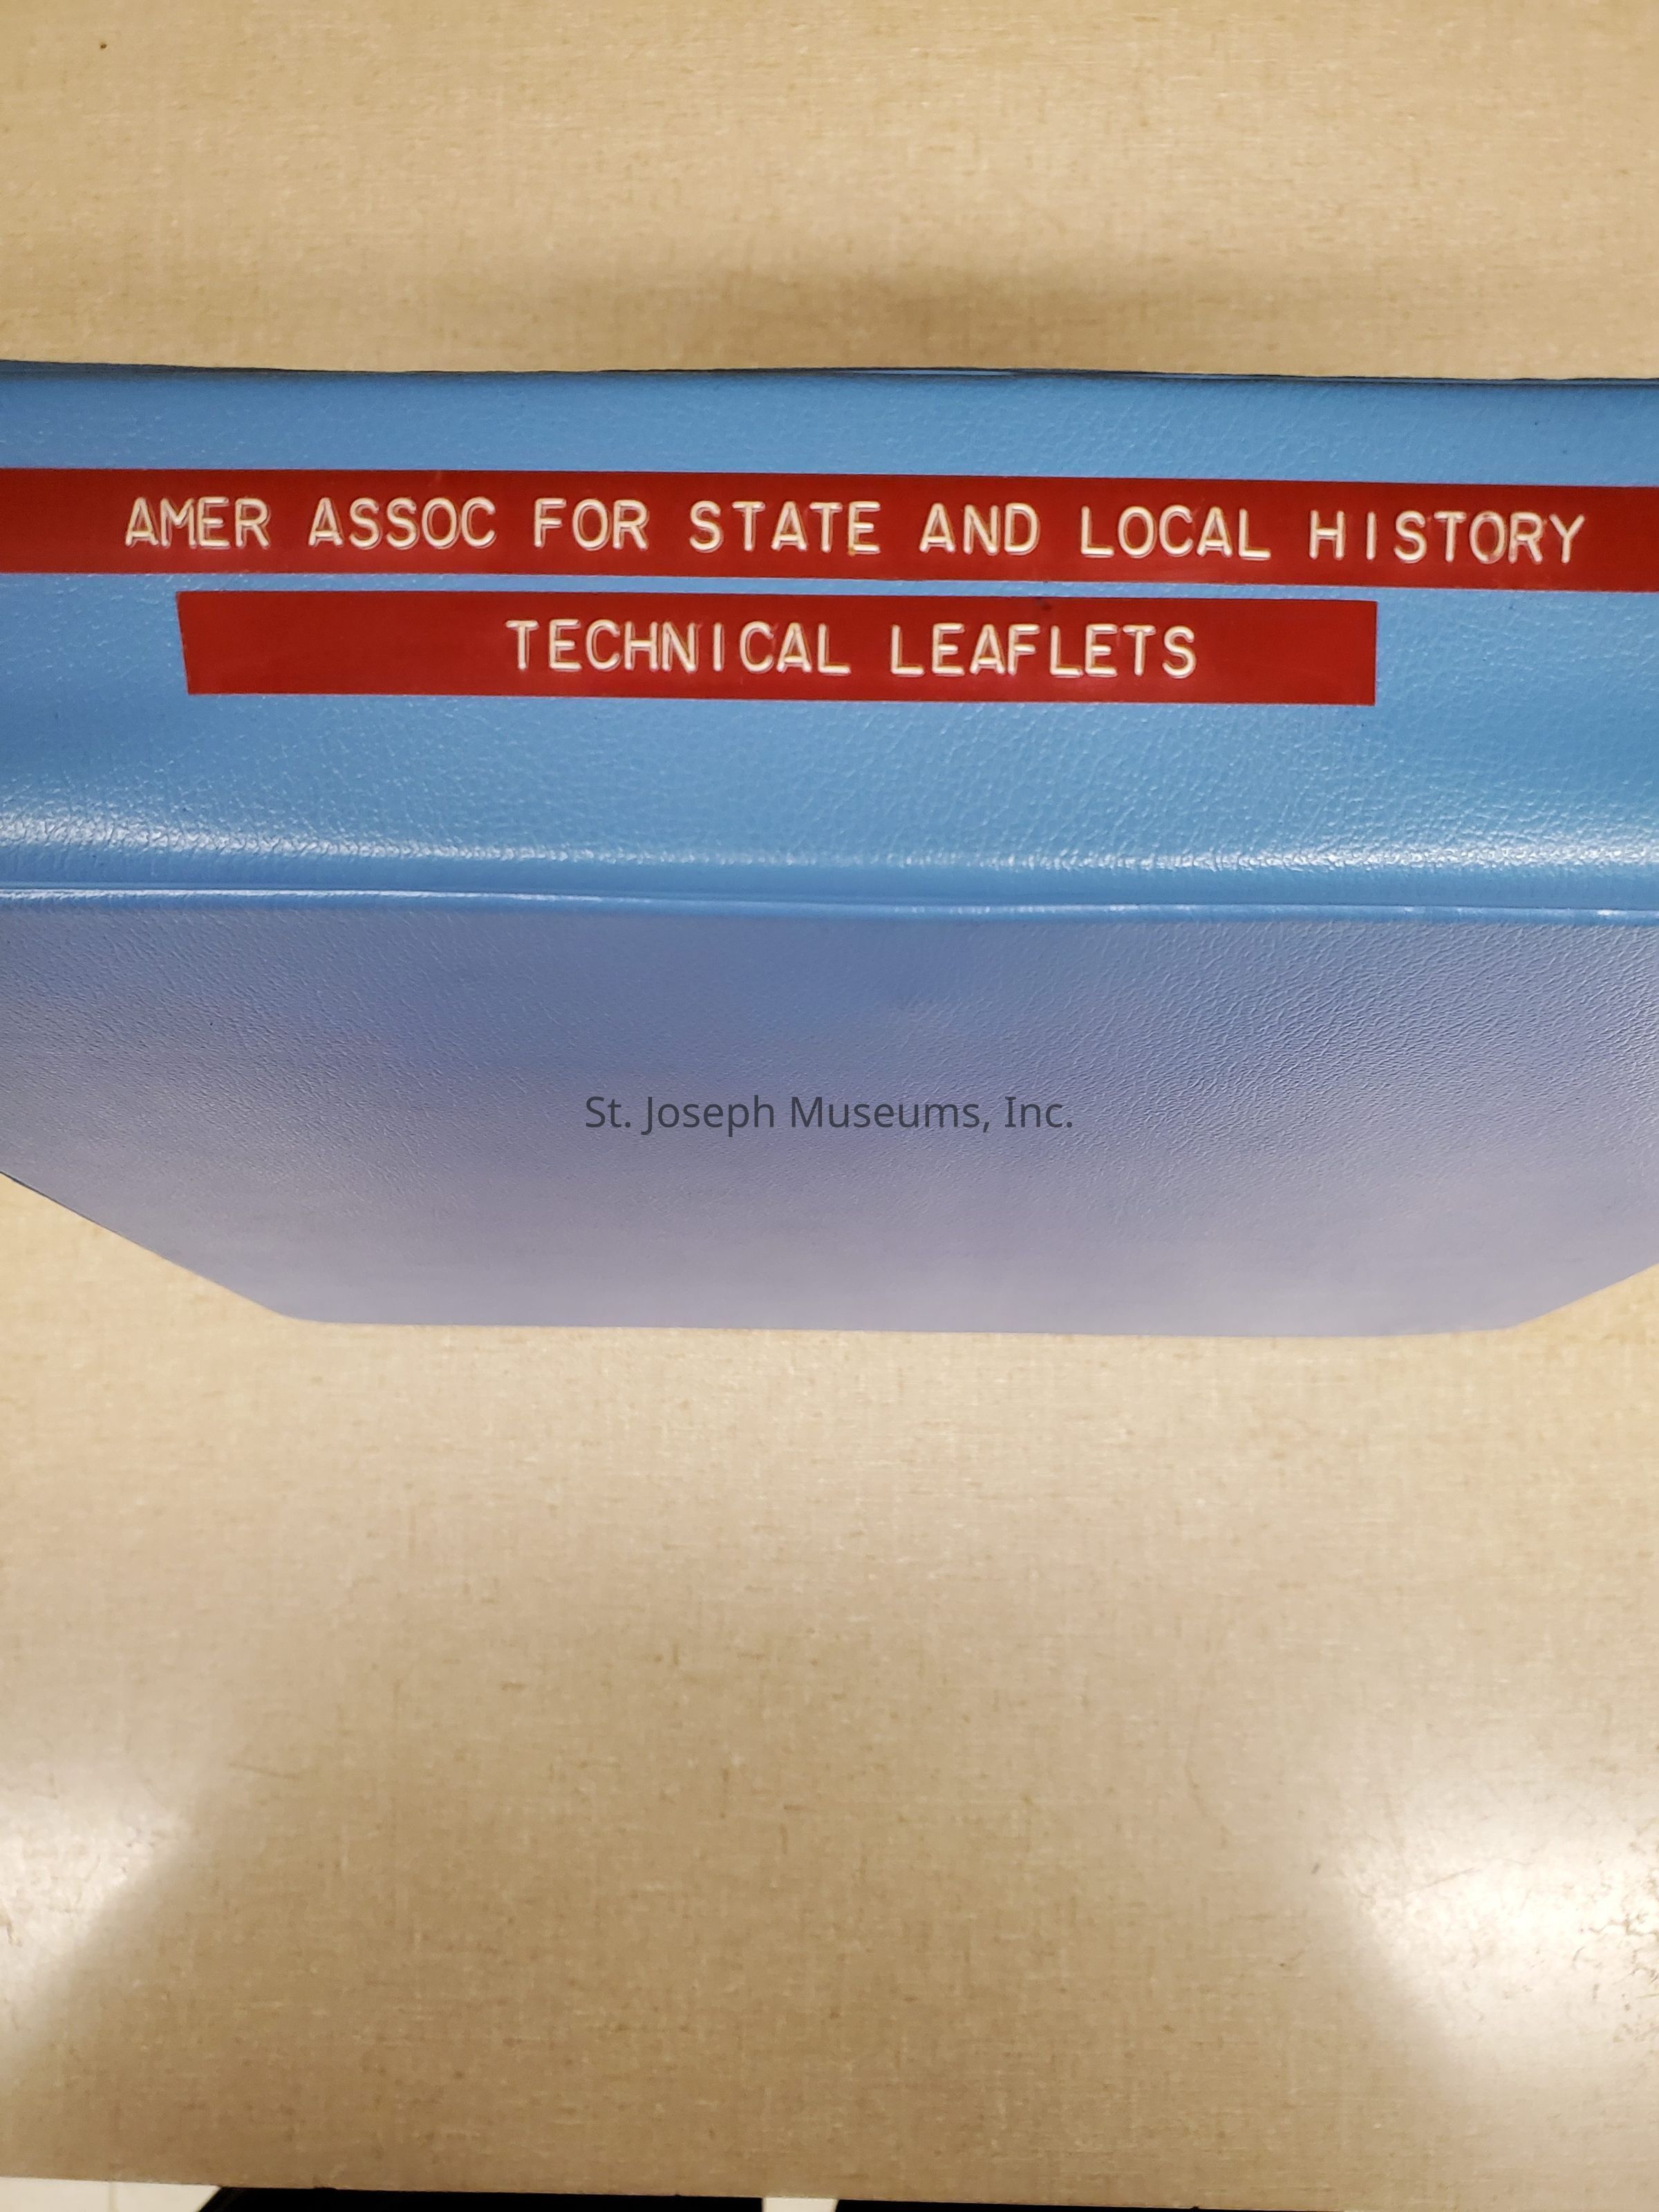 AMER ASSOC FOR STATE AND LOCAL HISTORY
TECHNICAL LEAFLETS
St. Joseph Museums, Inc.